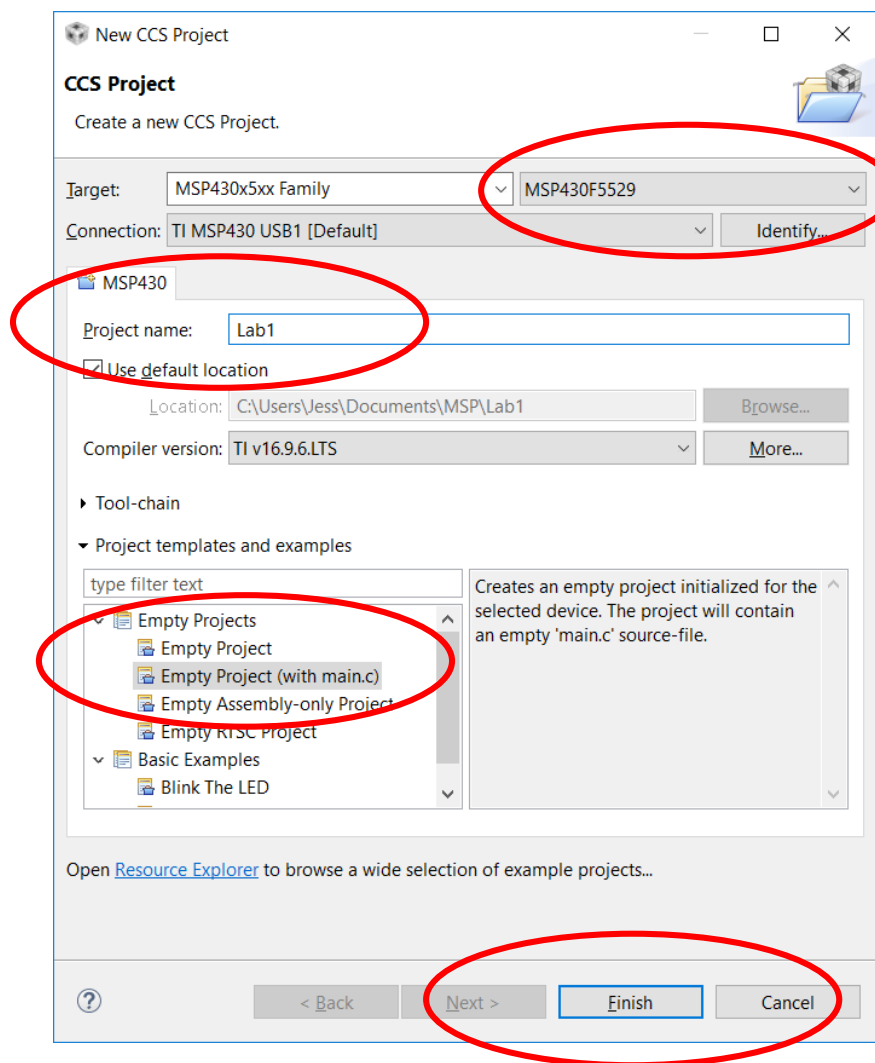 New CCS Project
CCS Project
Create a new CCS Project.
Target: MSP430x5xx Family MSP430F5529
Connection: TI MSP430 USB1 [Default] Identify...
MSP430
Project name: Lab1
Use default location
Location: C:\Users\Jess\Documents\MSP\Lab1 Browse...
Compiler version: TI v16.9.6.LTS More...
Tool-chain
Project templates and examples
type filter text
Empty Projects
Empty Project
Empty Project (with main.c)
Empty Assembly-only Project
Empty RTSC Project
Basic Examples
Blink The LED
Creates an empty project initialized for the
selected device. The project will contain
an empty 'main.c' source-file.
Open Resource Explorer to browse a wide selection of example projects...
? < Back Next > Finish Cancel